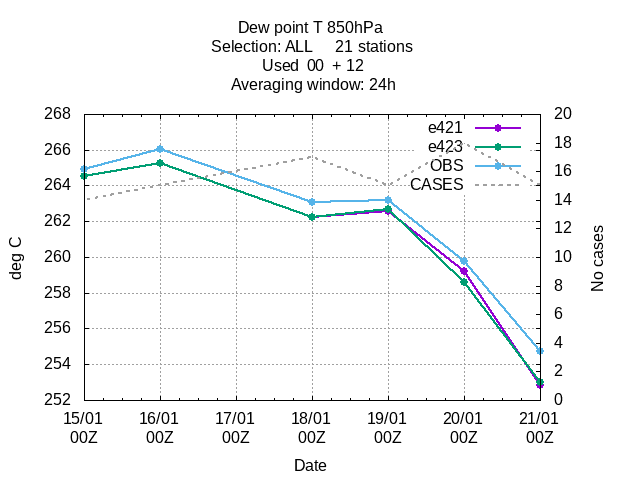 Dew point T 850hPa
Selection: ALL     21 stations
Used  00  + 12
Averaging window: 24h
268
266
264
262
260
258
256
254
252
deg C
20
18
16
14
12
10
8
6
4
2
0
No cases
e421
e423
OBS
CASES
15/01 16/01 17/01 18/01 19/01 20/01 21/01
00Z 00Z 00Z 00Z 00Z 00Z 00Z
Date